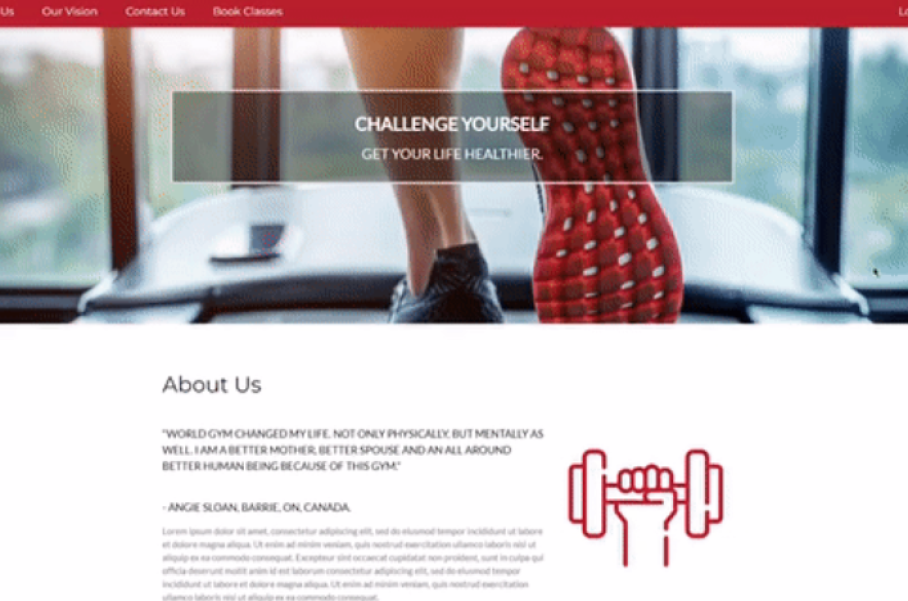 Us Our Vision Contact Us Book Classes Lo
CHALLENGE YOURSELF
GET YOUR LIFE HEALTHIER.
About Us
"WORLD GYM CHANGED MY LIFE. NOT ONLY PHYSICALLY, BUT MENTALLY AS
WELL. I AM A BETTER MOTHER, BETTER SPOUSE AND AN ALL AROUND
BETTER HUMAN BEING BECAUSE OF THIS GYM."
- ANGIE SLOAN, BARRIE, ON, CANADA.
Lorem ipsum dolor sit amet, consectetur adipiscing elit, sed do eiusmod tempor incididunt ut labore
et dolore magna aliqua. Ut enim ad minim veniam, quis nostrud exercitation ullamco laboris nisi ut
aliquip ex ea commodo consequat. Excepteur sint occaecat cupidatat non proident, sunt in culpa qui
officia deserunt mollit anim id est laborum consectetur adipiscing elit, sed do eiusmod tempor
incididunt ut labore et dolore magna aliqua. Ut enim ad minim veniam, quis nostrud exercitation
ullamco laboris nisi ut aliquip ex ea commodo consequat.